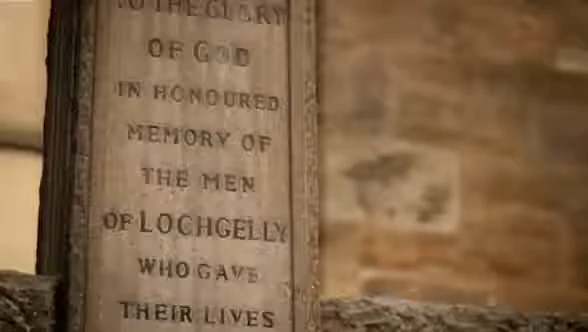 TO THE GLORY
OF GOD
IN HONOURED
MEMORY OF
THE MEN
OF LOCHGELLY
WHO GAVE
THEIR LIVES